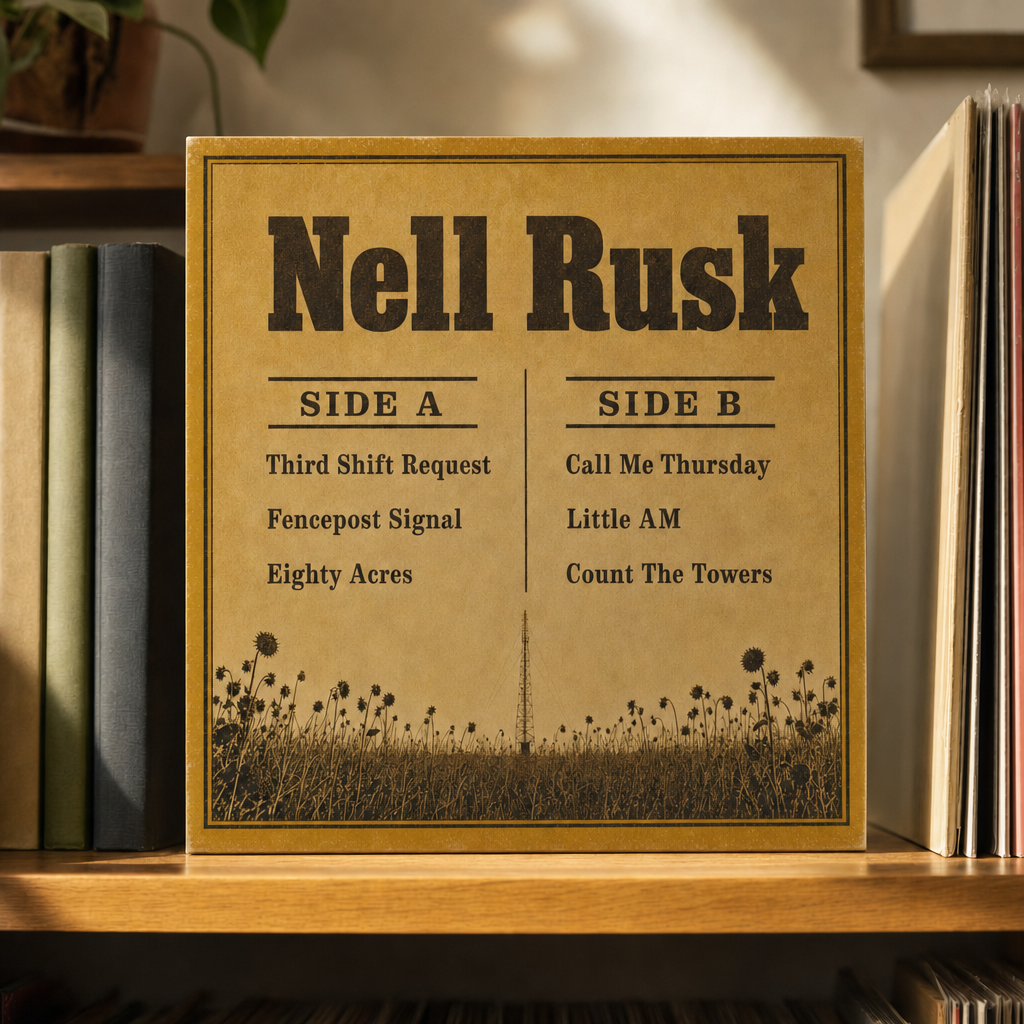 Nell Rusk
SIDE A
Third Shift Request
Fencepost Signal
Eighty Acres
SIDE B
Call Me Thursday
Little AM
Count The Towers